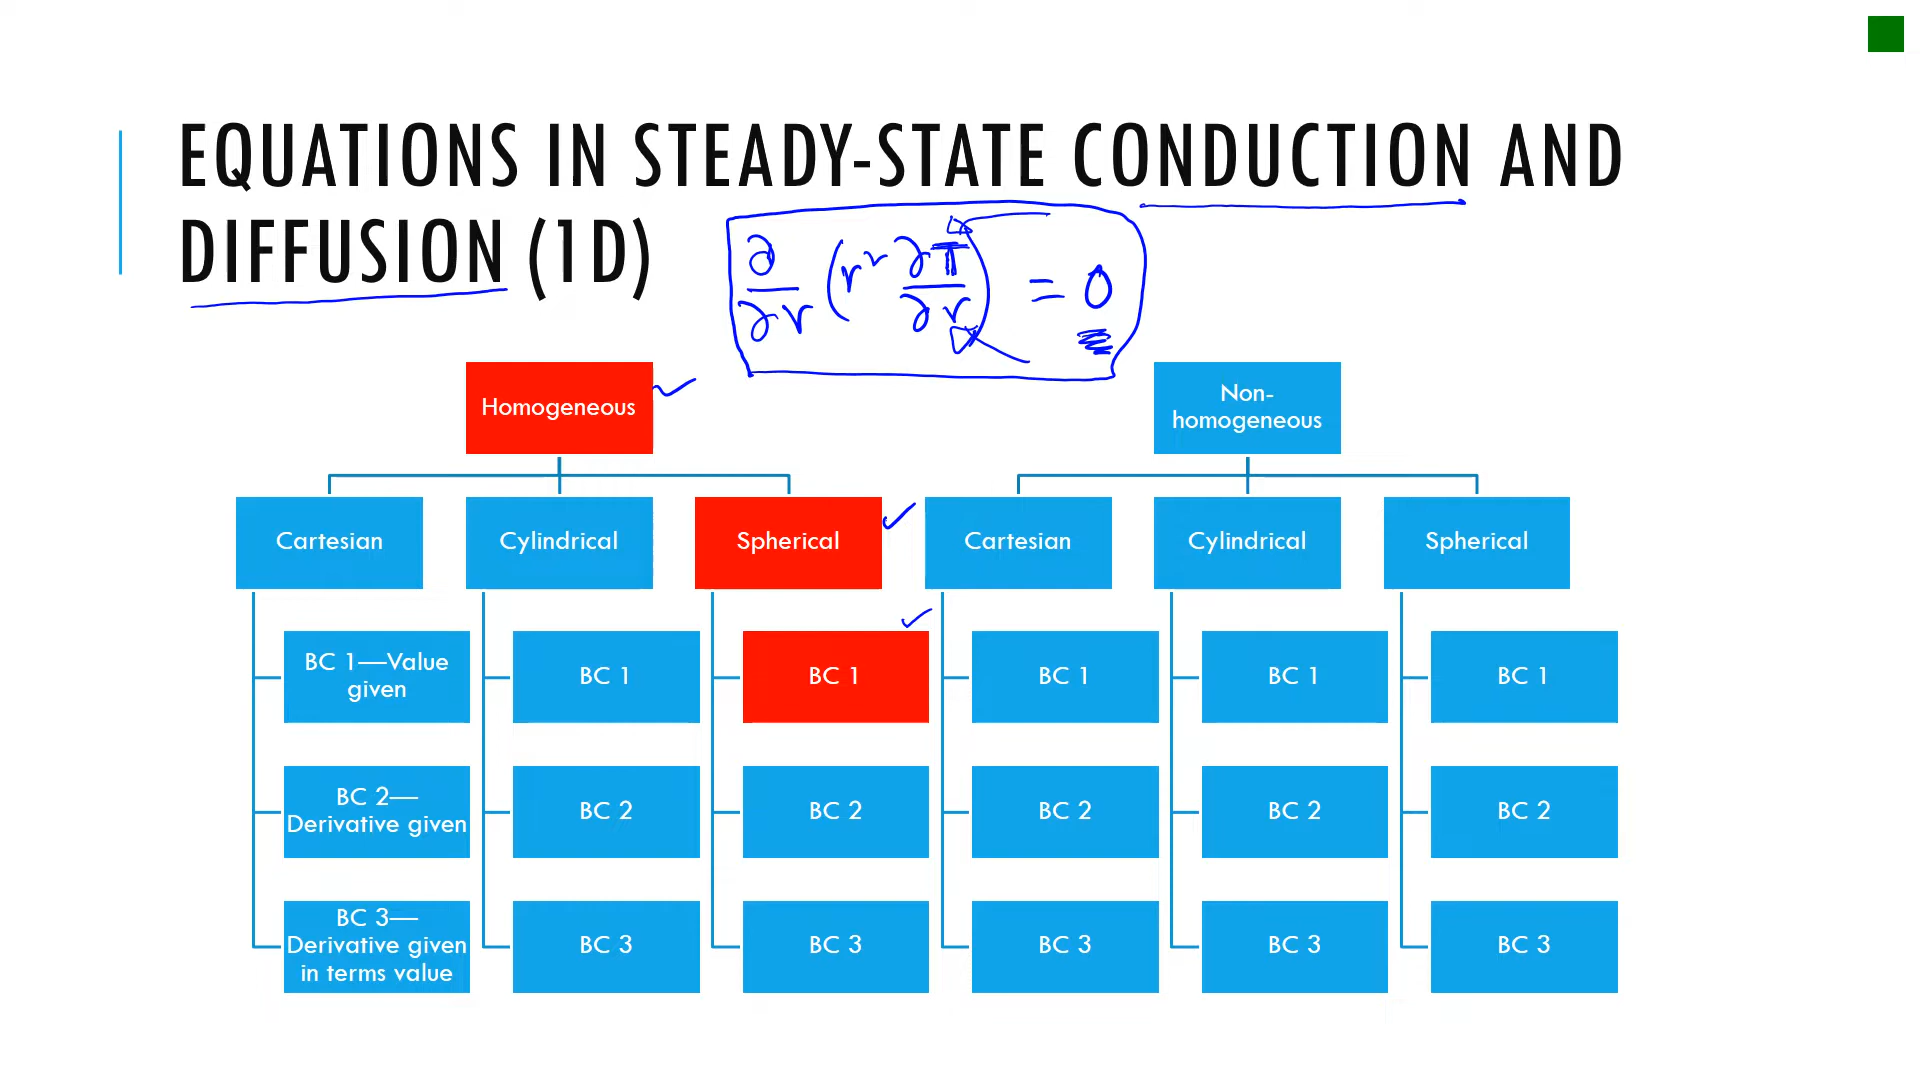 EQUATIONS IN STEADY-STATE CONDUCTION AND
DIFFUSION (1D)
∂/∂r (r² ∂T/∂r) = 0
Homogeneous
Non-
homogeneous
Cartesian
Cylindrical
Spherical
Cartesian
Cylindrical
Spherical
BC 1—Value
given
BC 1
BC 1
BC 1
BC 1
BC 1
BC 2—
Derivative given
BC 2
BC 2
BC 2
BC 2
BC 2
BC 3—
Derivative given
in terms value
BC 3
BC 3
BC 3
BC 3
BC 3